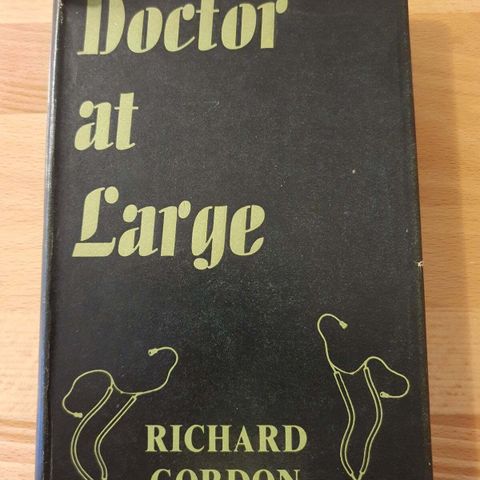 Doctor
at
Large
RICHARD
GORDON